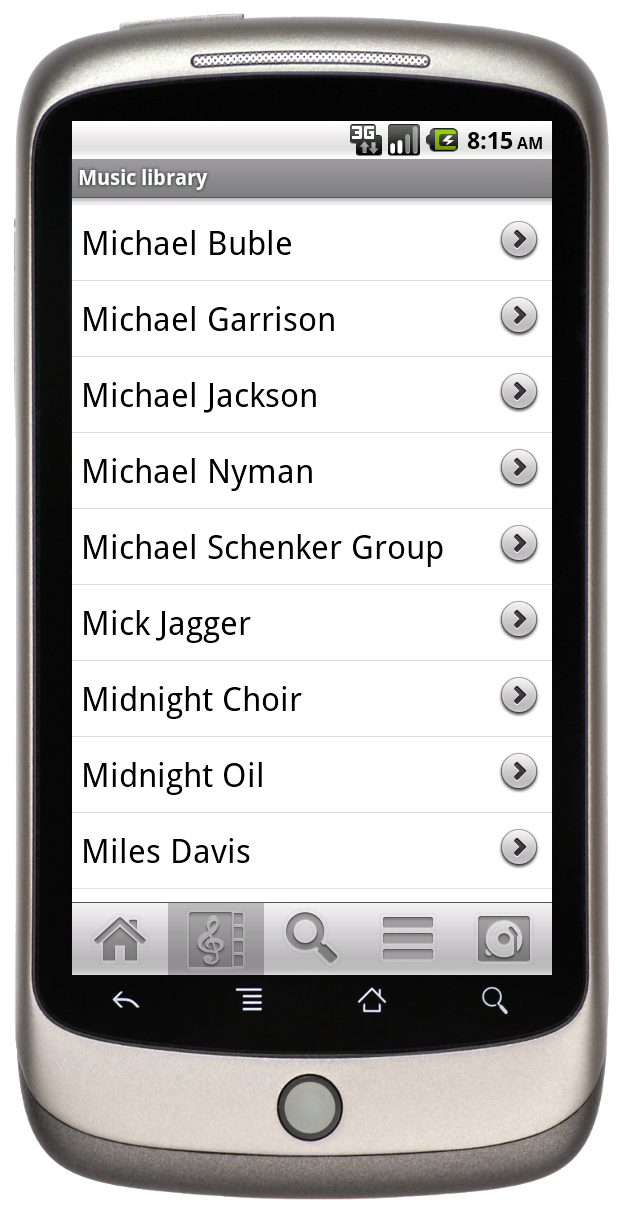 3G
8:15 AM
Music library
Michael Buble
Michael Garrison
Michael Jackson
Michael Nyman
Michael Schenker Group
Mick Jagger
Midnight Choir
Midnight Oil
Miles Davis